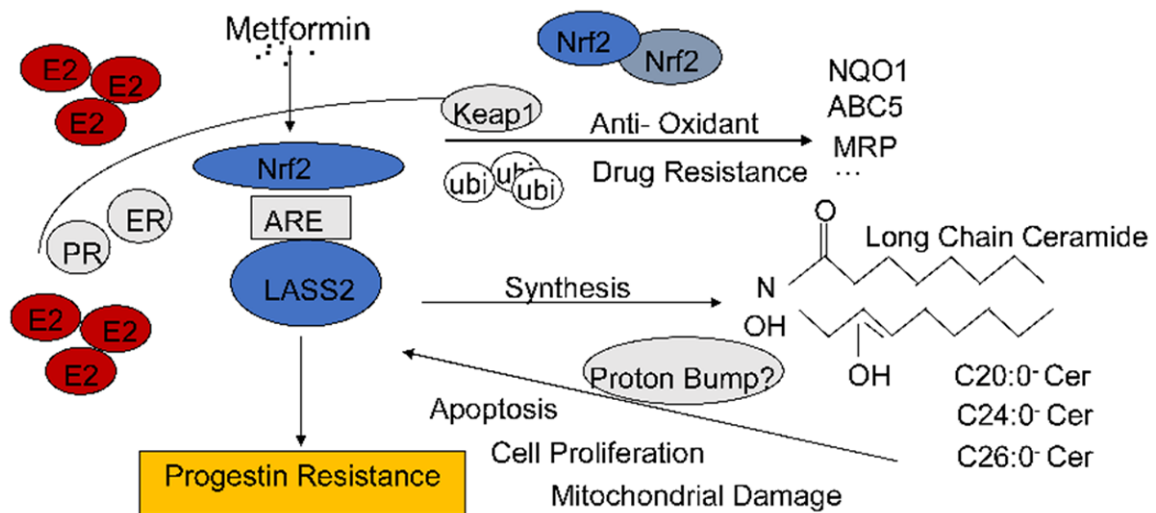 Metformin
E2
E2
E2
Nrf2
Nrf2
NQO1
ABC5
MRP
...
Keap1
Anti- Oxidant
Drug Resistance
ubi
ubi
ubi
Nrf2
ARE
LASS2
ER
PR
E2
E2
E2
Synthesis
O
Long Chain Ceramide
N
OH
OH
Proton Bump?
C20:0- Cer
C24:0- Cer
C26:0- Cer
Apoptosis
Cell Proliferation
Mitochondrial Damage
Progestin Resistance